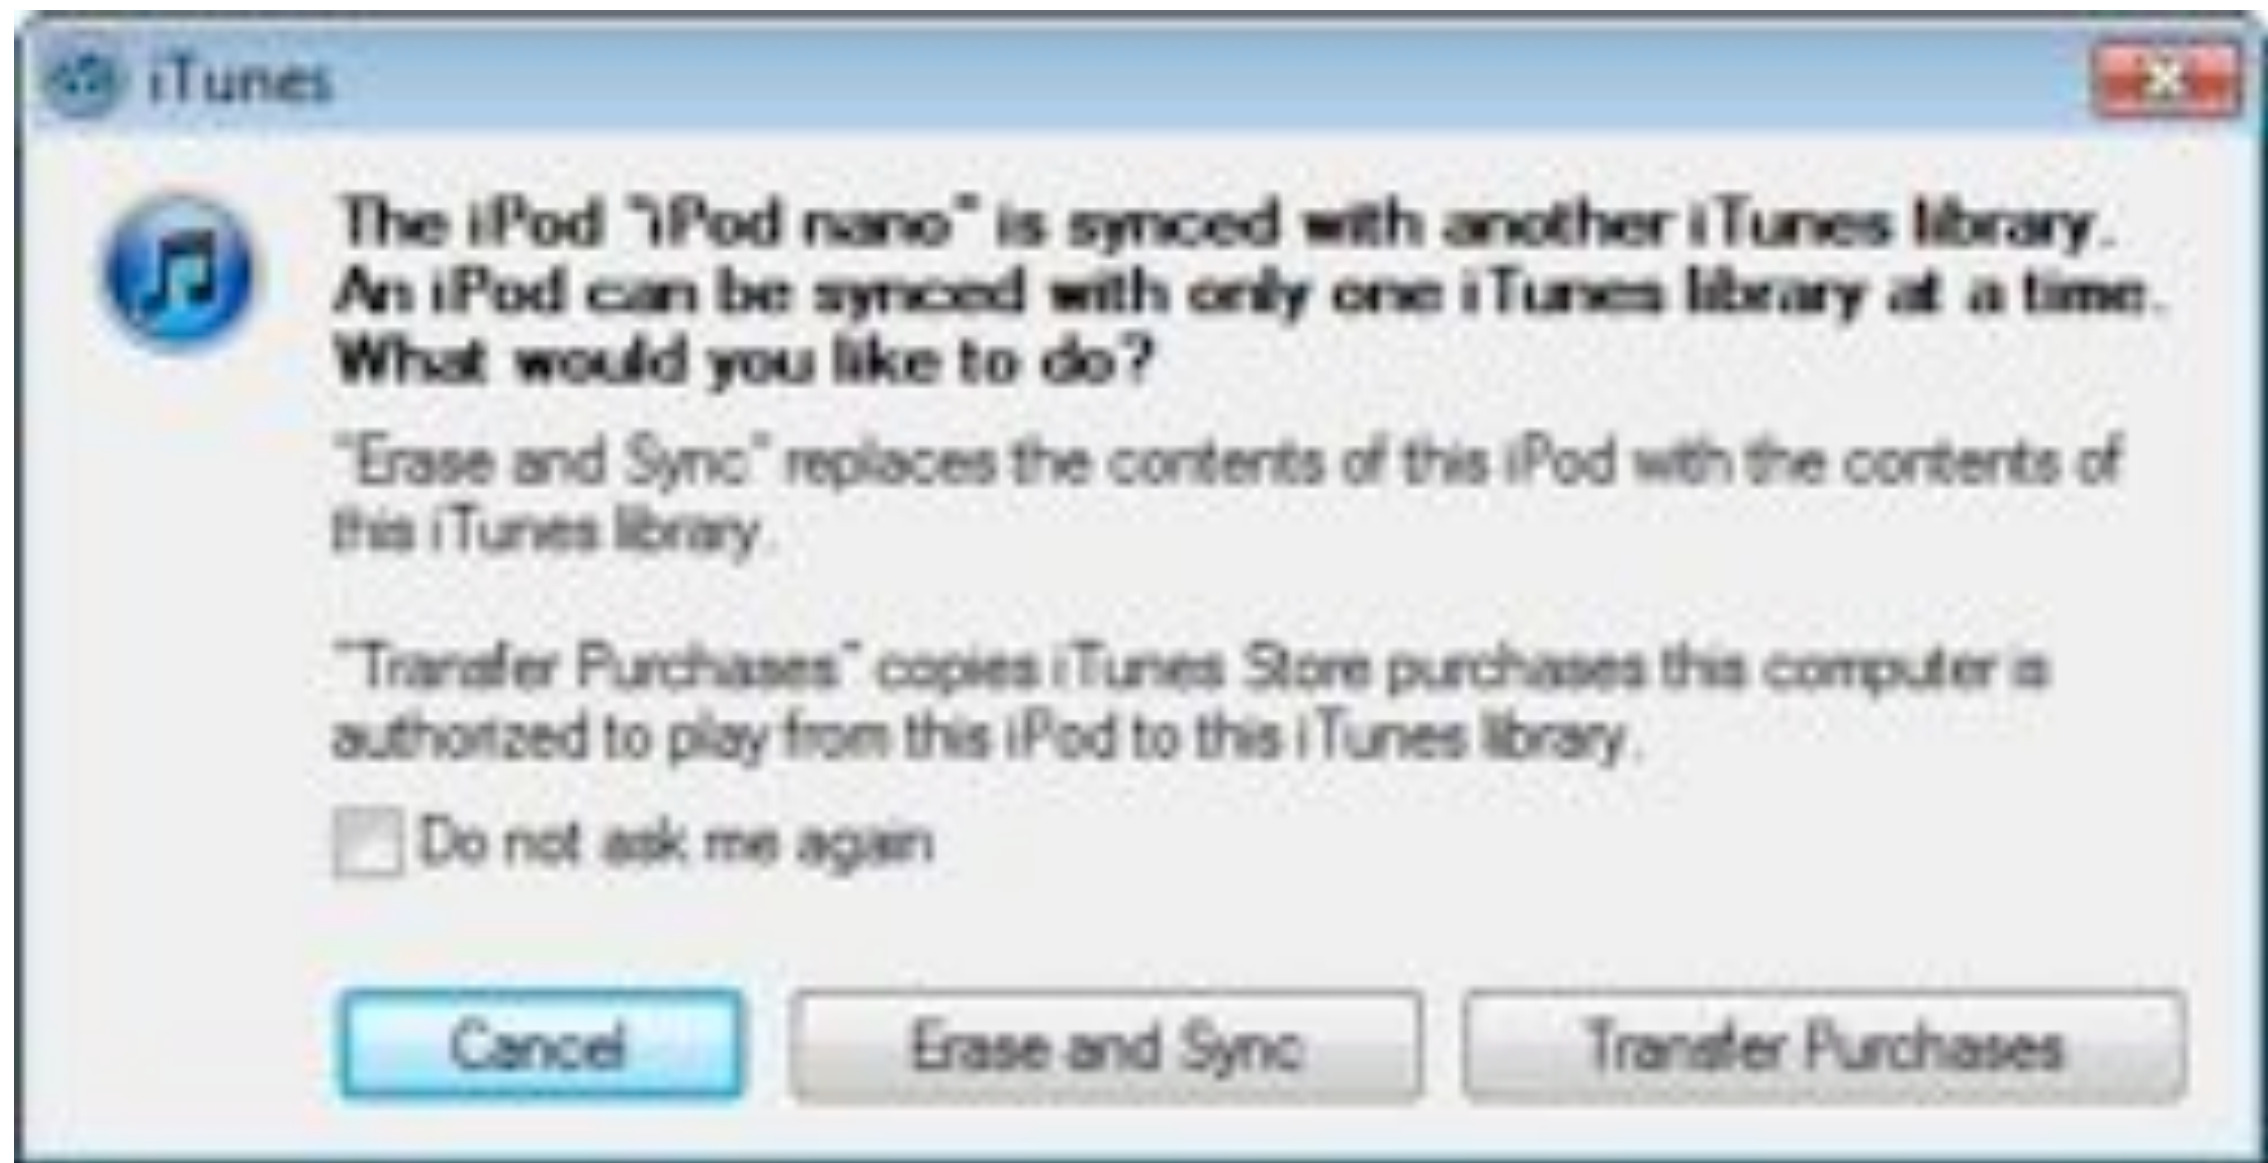 iTunes
The iPod "iPod nano" is synced with another iTunes library.
An iPod can be synced with only one iTunes library at a time.
What would you like to do?
"Erase and Sync" replaces the contents of this iPod with the contents of
this iTunes library.
"Transfer Purchases" copies iTunes Store purchases this computer is
authorized to play from this iPod to this iTunes library.
Do not ask me again
Cancel Erase and Sync Transfer Purchases